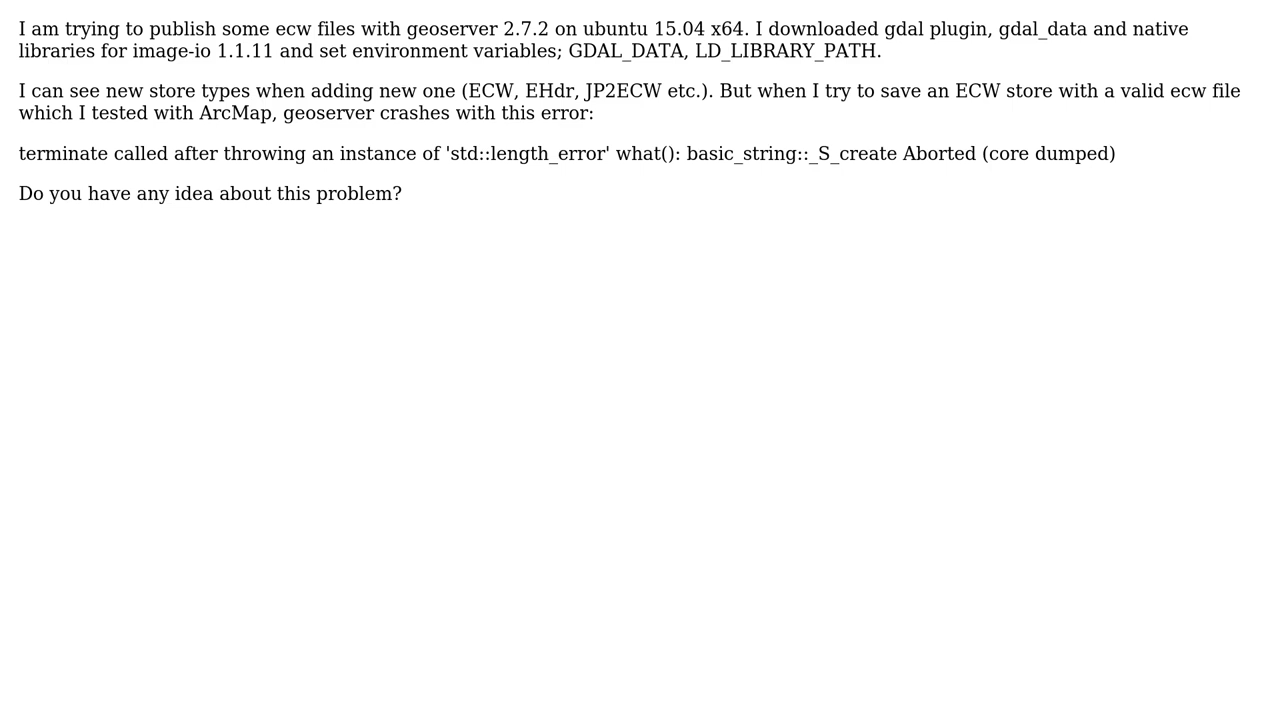 I am trying to publish some ecw files with geoserver 2.7.2 on ubuntu 15.04 x64. I downloaded gdal plugin, gdal_data and native
libraries for image-io 1.1.11 and set environment variables; GDAL_DATA, LD_LIBRARY_PATH.
I can see new store types when adding new one (ECW, EHdr, JP2ECW etc.). But when I try to save an ECW store with a valid ecw file
which I tested with ArcMap, geoserver crashes with this error:
terminate called after throwing an instance of 'std::length_error' what(): basic_string::_S_create Aborted (core dumped)
Do you have any idea about this problem?